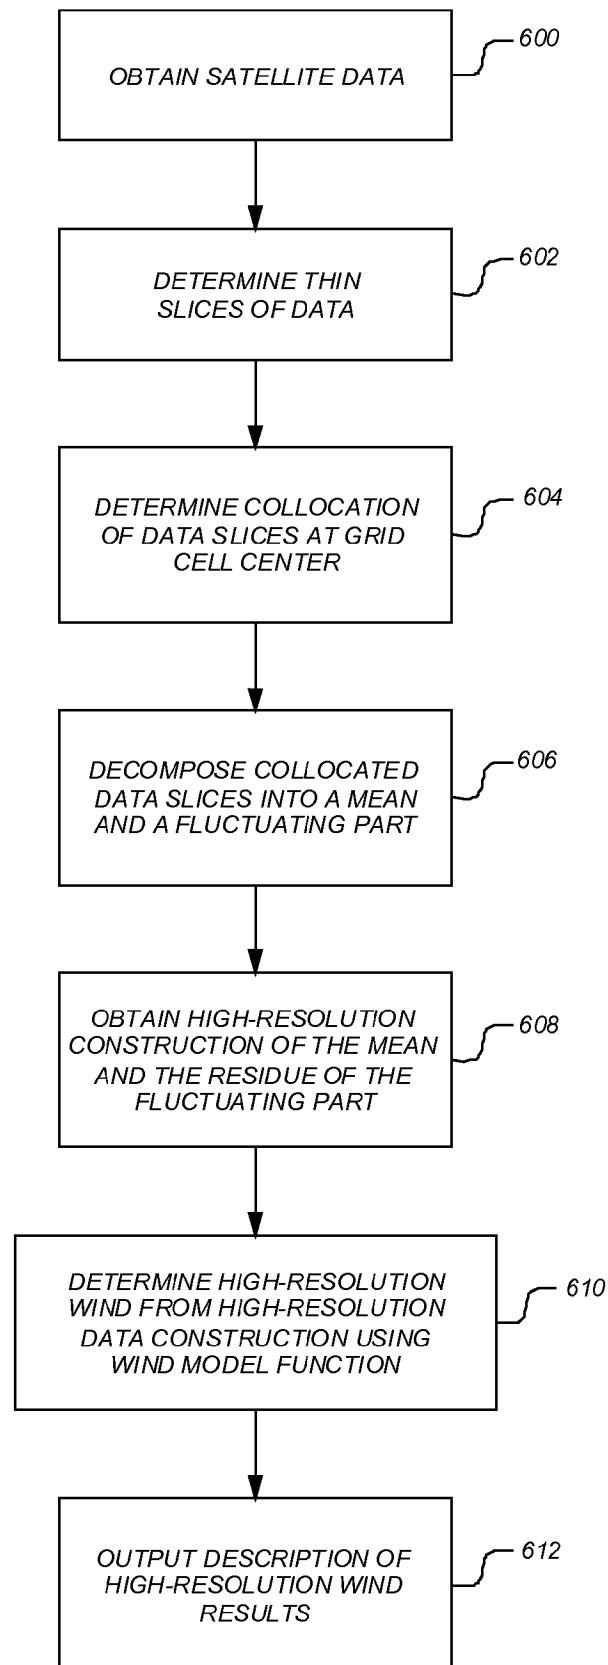 600
OBTAIN SATELLITE DATA
602
DETERMINE THIN
SLICES OF DATA
604
DETERMINE COLLOCATION
OF DATA SLICES AT GRID
CELL CENTER
606
DECOMPOSE COLLOCATED
DATA SLICES INTO A MEAN
AND A FLUCTUATING PART
608
OBTAIN HIGH-RESOLUTION
CONSTRUCTION OF THE MEAN
AND THE RESIDUE OF THE
FLUCTUATING PART
610
DETERMINE HIGH-RESOLUTION
WIND FROM HIGH-RESOLUTION
DATA CONSTRUCTION USING
WIND MODEL FUNCTION
612
OUTPUT DESCRIPTION OF
HIGH-RESOLUTION WIND
RESULTS